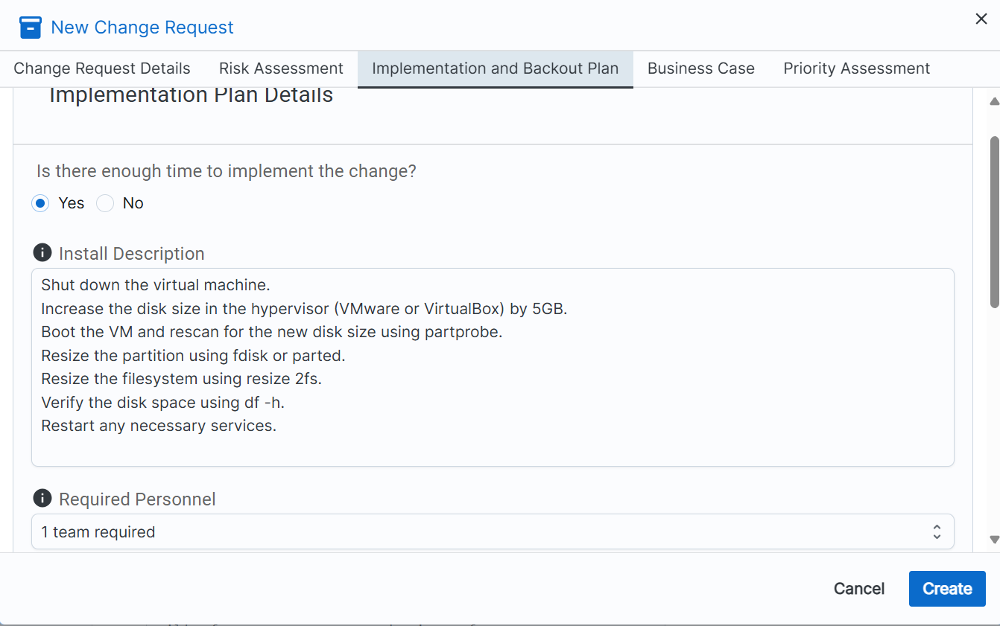 New Change Request
Change Request Details
Risk Assessment
Implementation and Backout Plan
Business Case
Priority Assessment
Implementation Plan Details
Is there enough time to implement the change?
Yes
No
Install Description
Shut down the virtual machine.
Increase the disk size in the hypervisor (VMware or VirtualBox) by 5GB.
Boot the VM and rescan for the new disk size using partprobe.
Resize the partition using fdisk or parted.
Resize the filesystem using resize 2fs.
Verify the disk space using df -h.
Restart any necessary services.
Required Personnel
1 team required
Cancel
Create